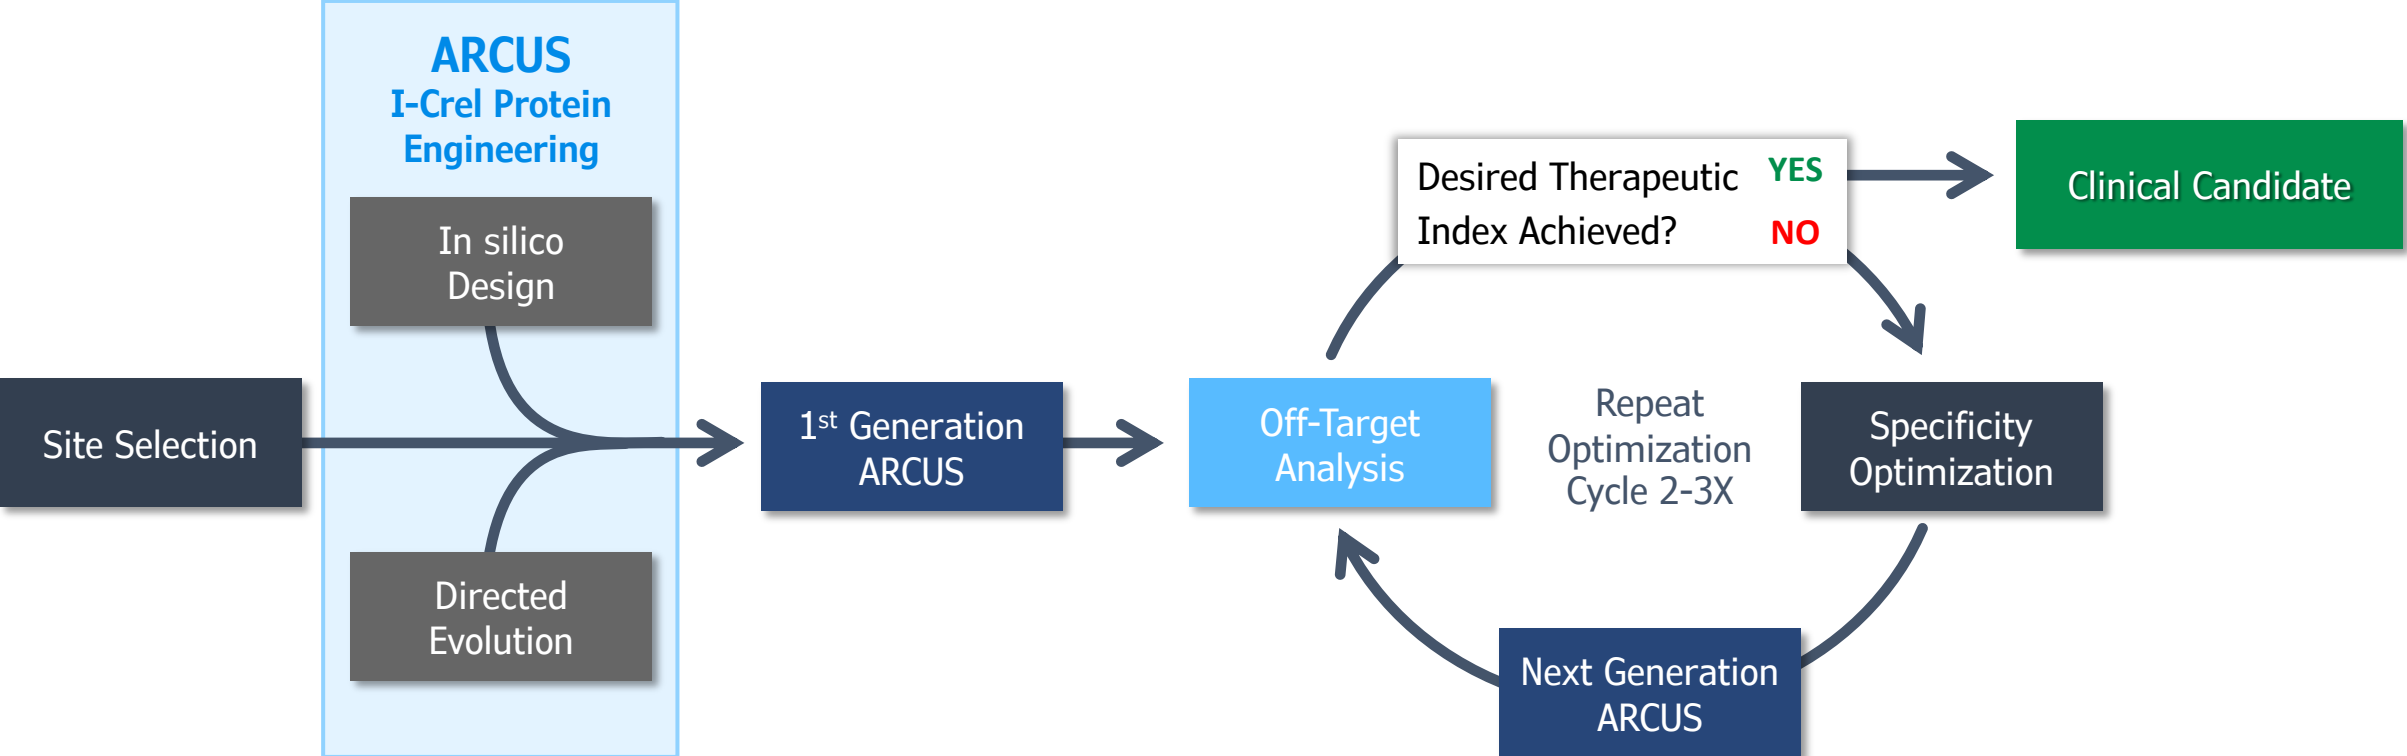 ARCUS
I-CreI Protein
Engineering
In silico
Design
Site Selection
Directed
Evolution
1st Generation
ARCUS
Off-Target
Analysis
Desired Therapeutic YES
Index Achieved? NO
Clinical Candidate
Repeat
Optimization
Cycle 2-3X
Specificity
Optimization
Next Generation
ARCUS